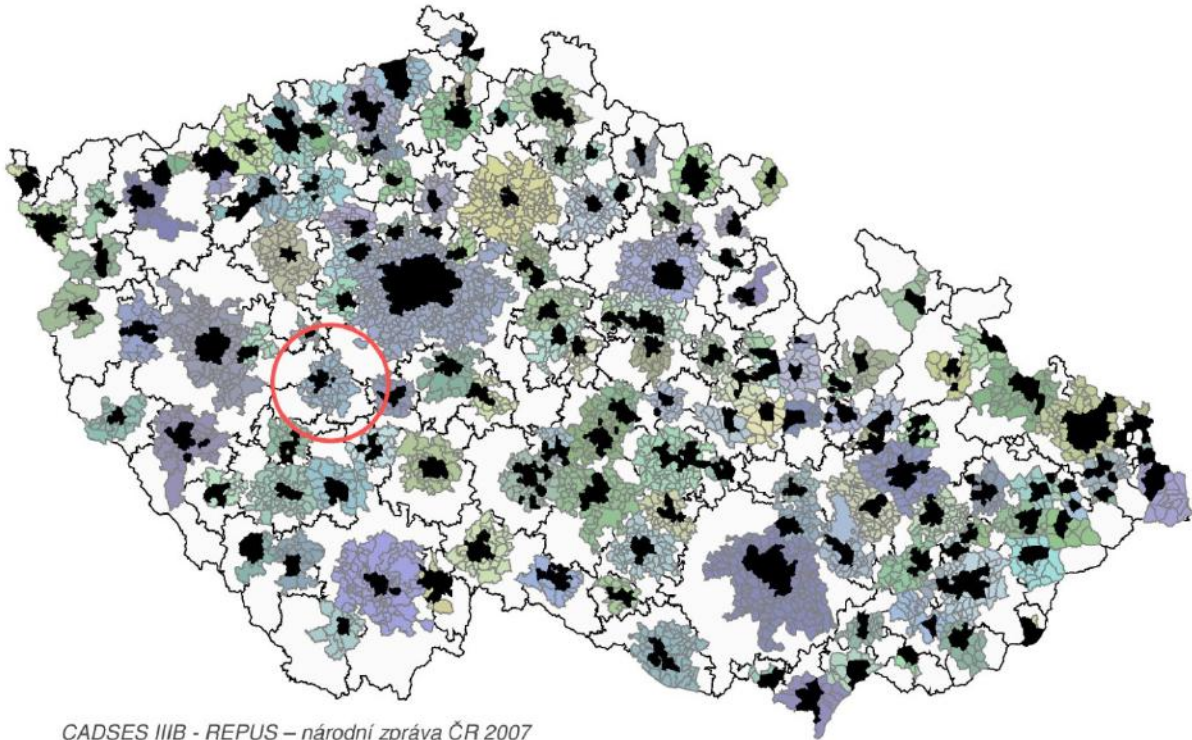 CADSES IIIB - REPUS – národní zpráva ČR 2007